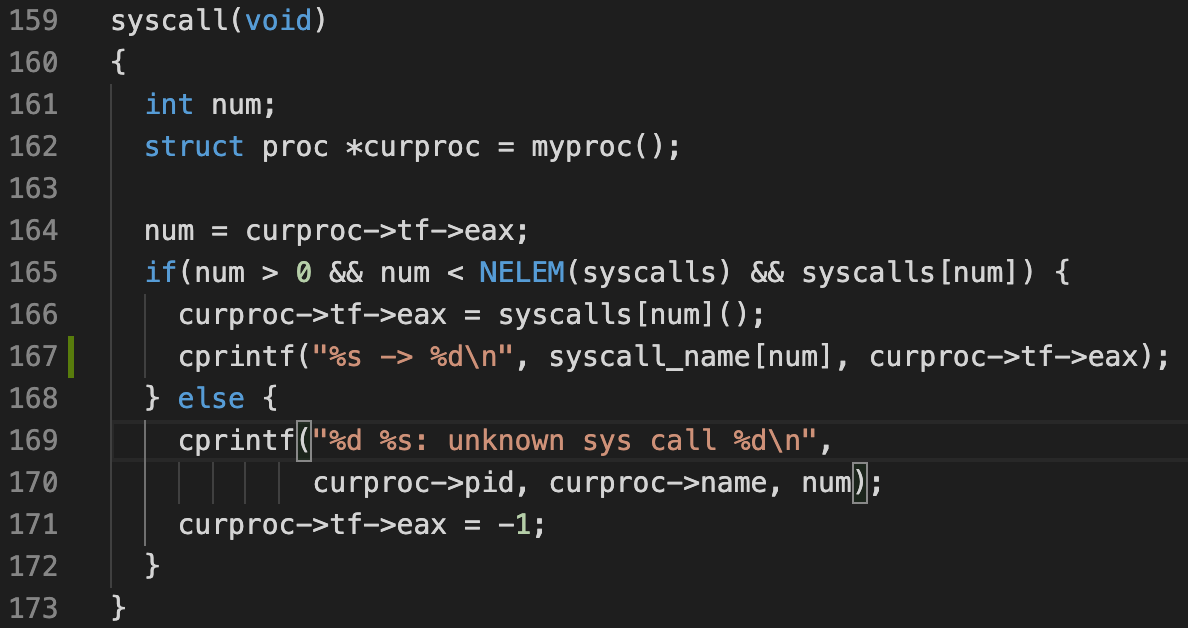 159 syscall(void)
160 {
161   int num;
162   struct proc *curproc = myproc();
163
164   num = curproc->tf->eax;
165   if(num > 0 && num < NELEM(syscalls) && syscalls[num]) {
166     curproc->tf->eax = syscalls[num]();
167     cprintf("%s -> %d\n", syscall_name[num], curproc->tf->eax);
168   } else {
169     cprintf("%d %s: unknown sys call %d\n",
170             curproc->pid, curproc->name, num);
171     curproc->tf->eax = -1;
172   }
173 }